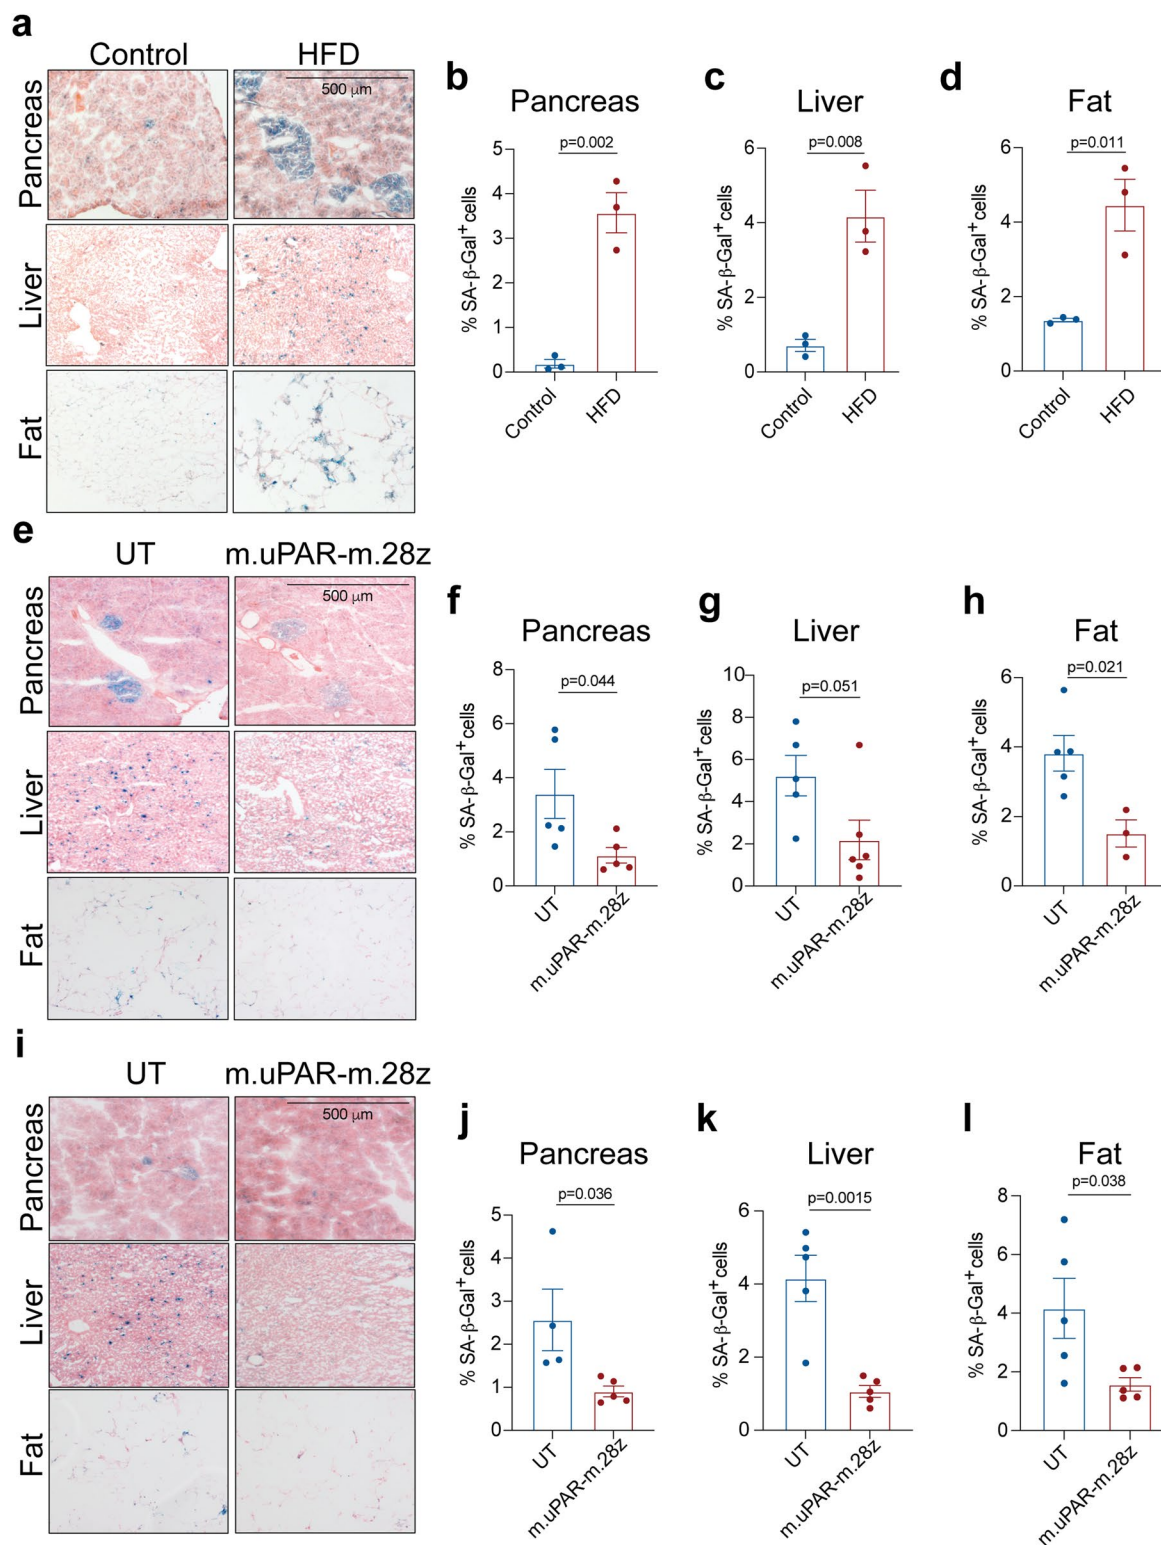 a
Control HFD
500 μm
Pancreas
Liver
Fat
b
Pancreas
p=0.002
% SA-β-Gal+ cells
5
4
3
2
1
0
Control
HFD
c
Liver
p=0.008
% SA-β-Gal+ cells
6
4
2
0
Control
HFD
d
Fat
p=0.011
% SA-β-Gal+ cells
6
4
2
0
Control
HFD
e
UT m.uPAR-m.28z
500 μm
Pancreas
Liver
Fat
f
Pancreas
p=0.044
% SA-β-Gal+ cells
8
6
4
2
0
UT
m.uPAR-m.28z
g
Liver
p=0.051
% SA-β-Gal+ cells
10
8
6
4
2
0
UT
m.uPAR-m.28z
h
Fat
p=0.021
% SA-β-Gal+ cells
6
4
2
0
UT
m.uPAR-m.28z
i
UT m.uPAR-m.28z
500 μm
Pancreas
Liver
Fat
j
Pancreas
p=0.036
% SA-β-Gal+ cells
5
4
3
2
1
0
UT
m.uPAR-m.28z
k
Liver
p=0.0015
% SA-β-Gal+ cells
6
4
2
0
UT
m.uPAR-m.28z
l
Fat
p=0.038
% SA-β-Gal+ cells
8
6
4
2
0
UT
m.uPAR-m.28z